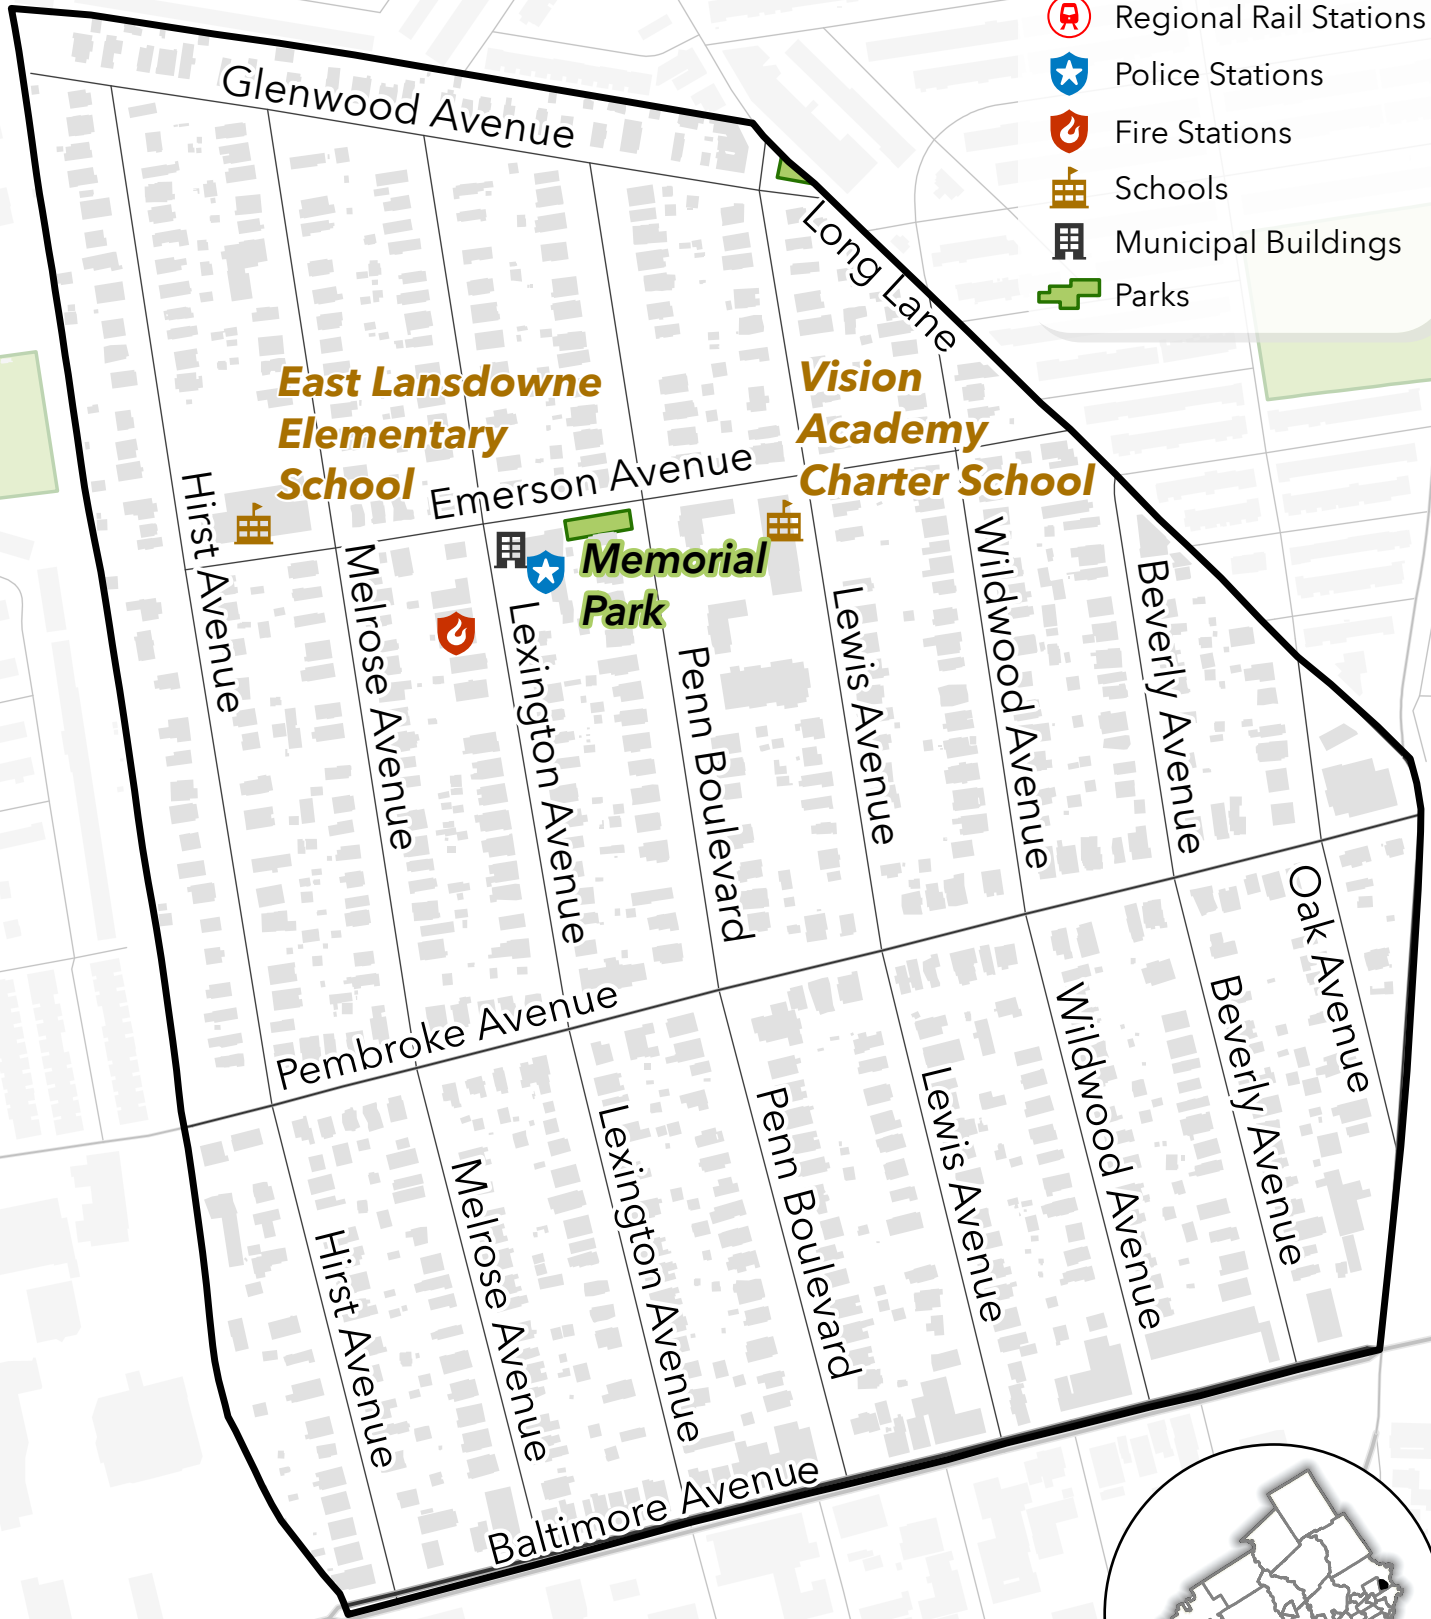 Regional Rail Stations
Police Stations
Fire Stations
Schools
Municipal Buildings
Parks
Glenwood Avenue
Long Lane
East Lansdowne
Elementary
School
Vision
Academy
Charter School
Emerson Avenue
Memorial
Park
Hirst Avenue
Melrose Avenue
Lexington Avenue
Penn Boulevard
Lewis Avenue
Wildwood Avenue
Beverly Avenue
Oak Avenue
Pembroke Avenue
Hirst Avenue
Melrose Avenue
Lexington Avenue
Penn Boulevard
Lewis Avenue
Wildwood Avenue
Beverly Avenue
Baltimore Avenue